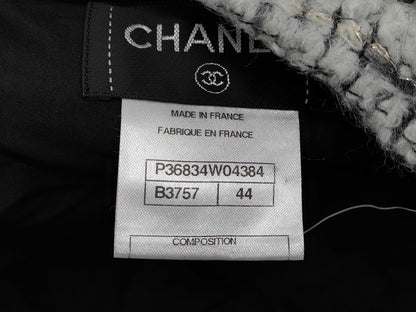 CHANE
MADE IN FRANCE
FABRIQUE EN FRANCE
P36834W04384
B3757 44
COMPOSITION